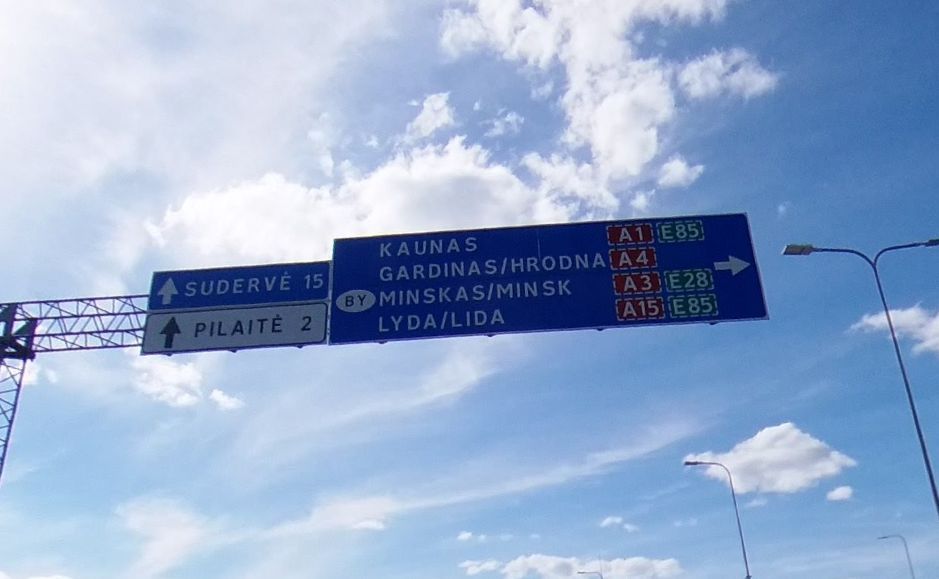 SUDERVĖ 15
PILAITĖ 2
KAUNAS A1 E85
GARDINAS/HRODNA A4
BY MINSKAS/MINSK A3 E28
LYDA/LIDA A15 E85